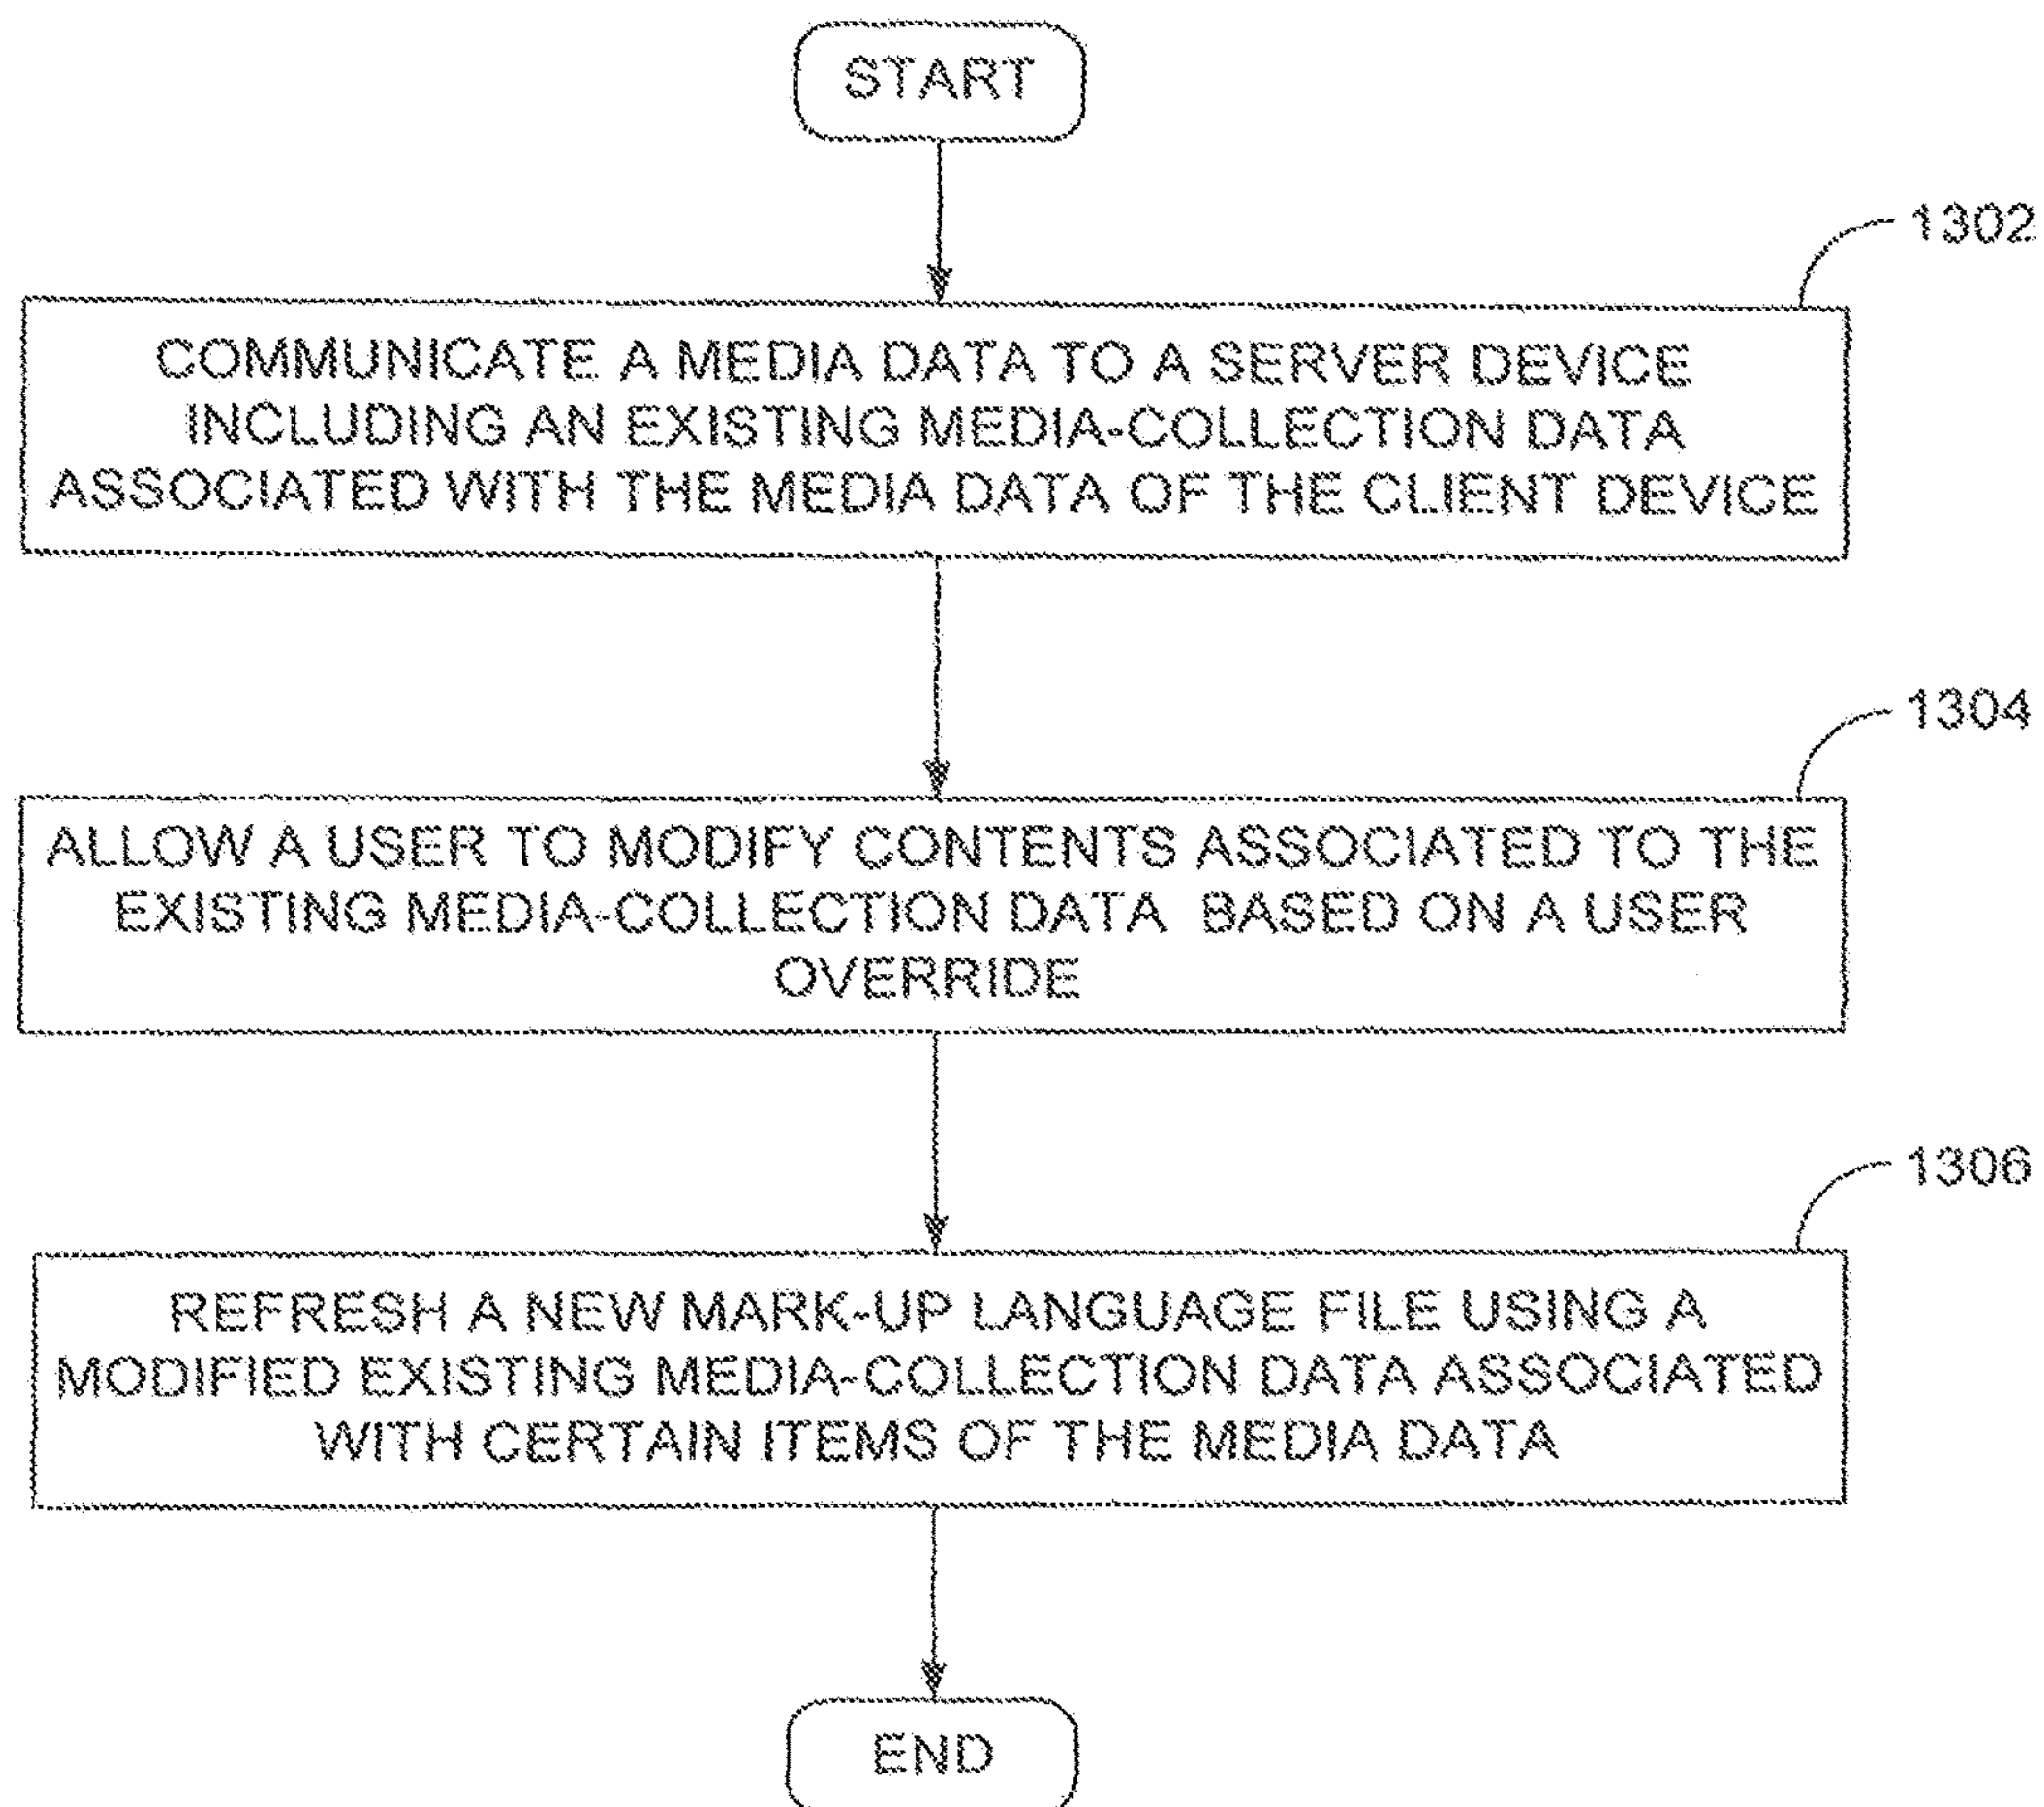 START
1302
COMMUNICATE A MEDIA DATA TO A SERVER DEVICE
INCLUDING AN EXISTING MEDIA-COLLECTION DATA
ASSOCIATED WITH THE MEDIA DATA OF THE CLIENT DEVICE
1304
ALLOW A USER TO MODIFY CONTENTS ASSOCIATED TO THE
EXISTING MEDIA-COLLECTION DATA BASED ON A USER
OVERRIDE
1306
REFRESH A NEW MARK-UP LANGUAGE FILE USING A
MODIFIED EXISTING MEDIA-COLLECTION DATA ASSOCIATED
WITH CERTAIN ITEMS OF THE MEDIA DATA
END